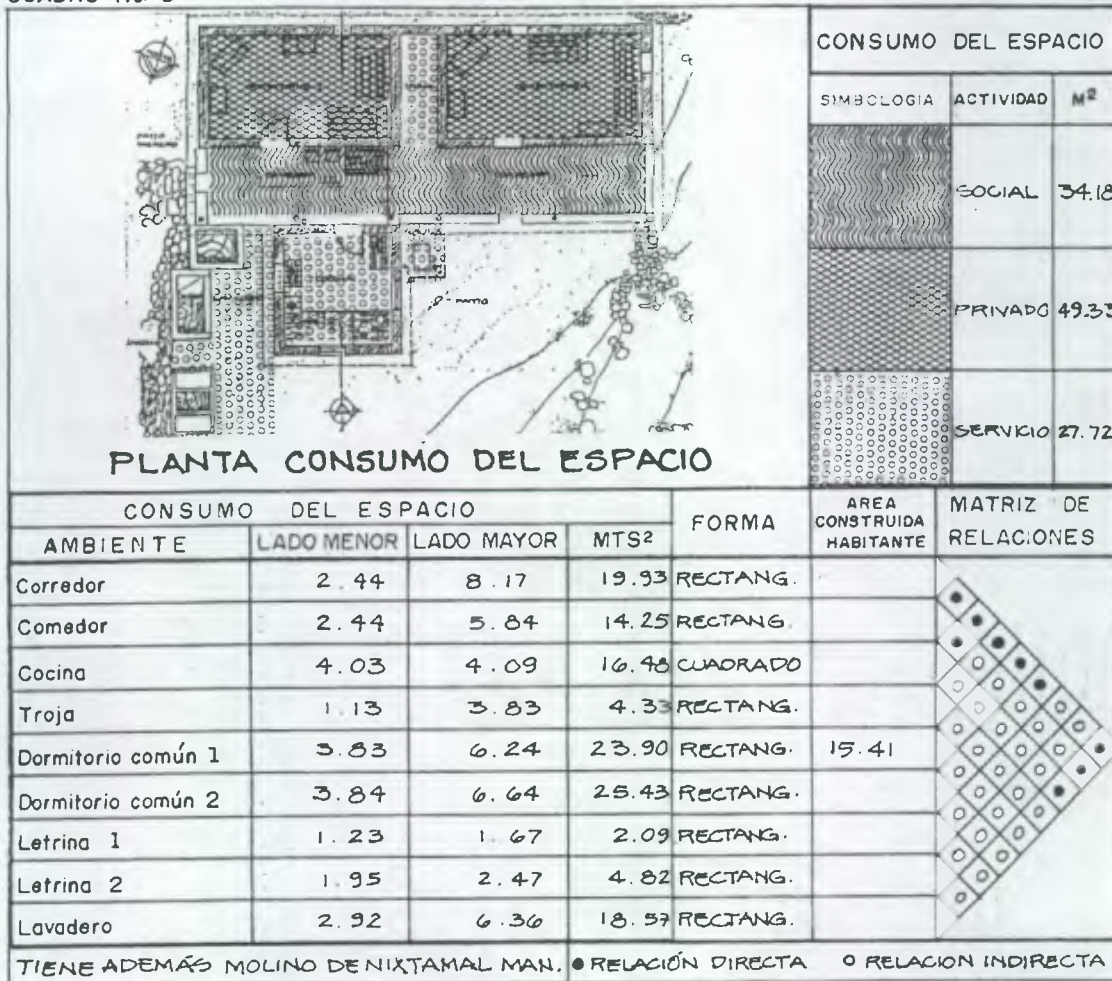 PLANTA CONSUMO DEL ESPACIO
CONSUMO DEL ESPACIO
SIMBOLOGIA ACTIVIDAD M²
SOCIAL 34.18
PRIVADO 49.33
SERVICIO 27.72
CONSUMO DEL ESPACIO FORMA AREA CONSTRUIDA HABITANTE MATRIZ DE RELACIONES
AMBIENTE LADO MENOR LADO MAYOR MTS²
Corredor 2.44 8.17 19.93 RECTANG.
Comedor 2.44 5.84 14.25 RECTANG.
Cocina 4.03 4.09 16.48 CUADRADO
Troja 1.13 3.83 4.33 RECTANG.
Dormitorio común 1 3.83 6.24 23.90 RECTANG. 15.41
Dormitorio común 2 3.84 6.64 25.43 RECTANG.
Letrina 1 1.23 1.67 2.09 RECTANG.
Letrina 2 1.95 2.47 4.82 RECTANG.
Lavadero 2.92 6.36 18.57 RECTANG.
TIENE ADEMÁS MOLINO DE NIXTAMAL MAN. ● RELACIÓN DIRECTA O RELACION INDIRECTA